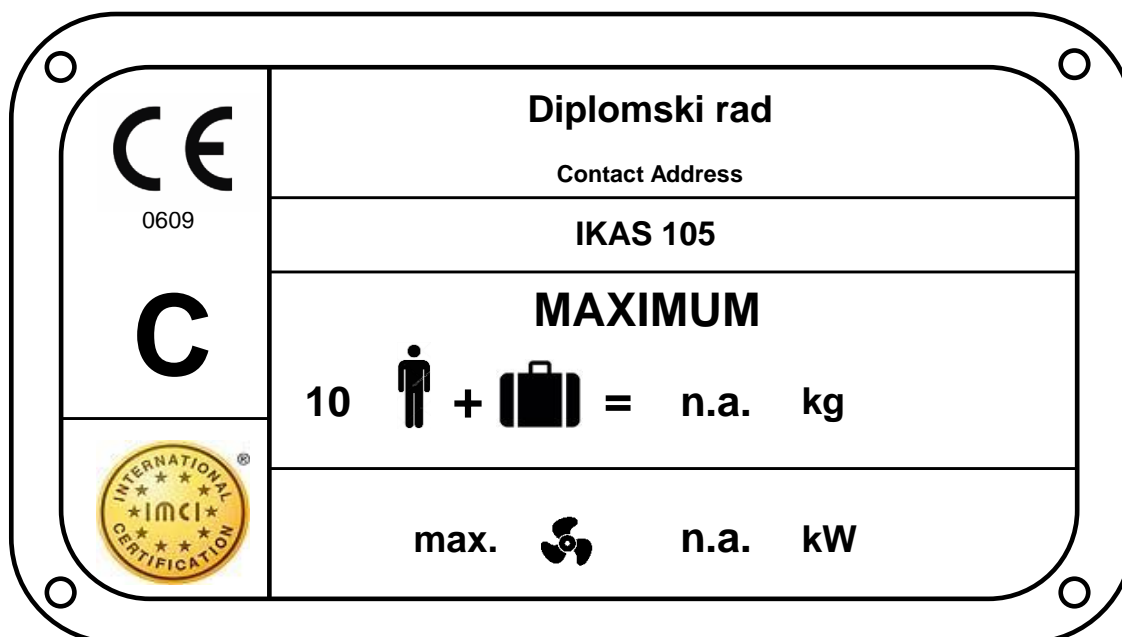 CE
0609
C
INTERNATIONAL
®
IMCI
CERTIFICATION
Diplomski rad
Contact Address
IKAS 105
MAXIMUM
10 + = n.a. kg
max. n.a. kW